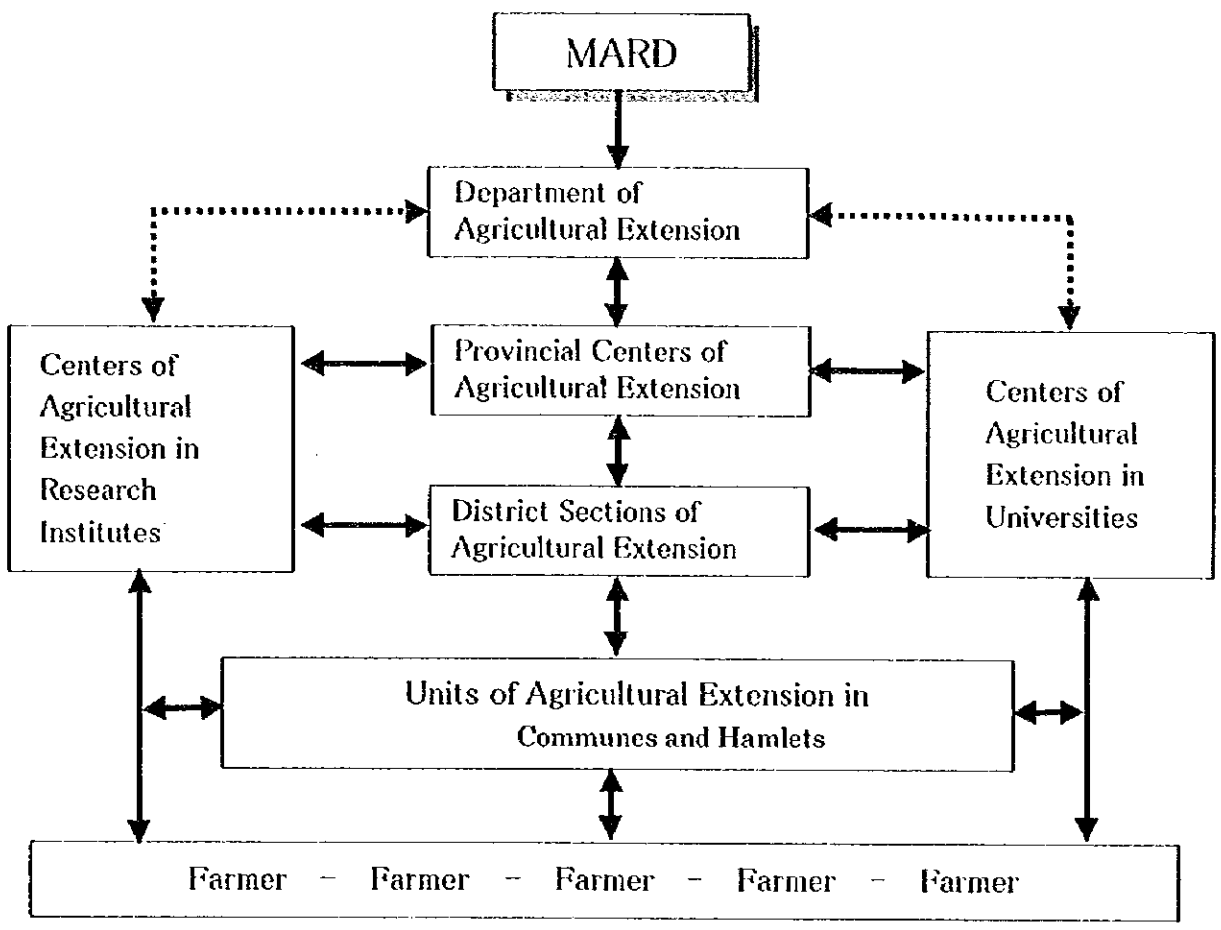 MARD
Department of
Agricultural Extension
Centers of
Agricultural
Extension in
Research
Institutes
Provincial Centers of
Agricultural Extension
Centers of
Agricultural
Extension in
Universities
District Sections of
Agricultural Extension
Units of Agricultural Extension in
Communes and Hamlets
Farmer - Farmer - Farmer - Farmer - Farmer